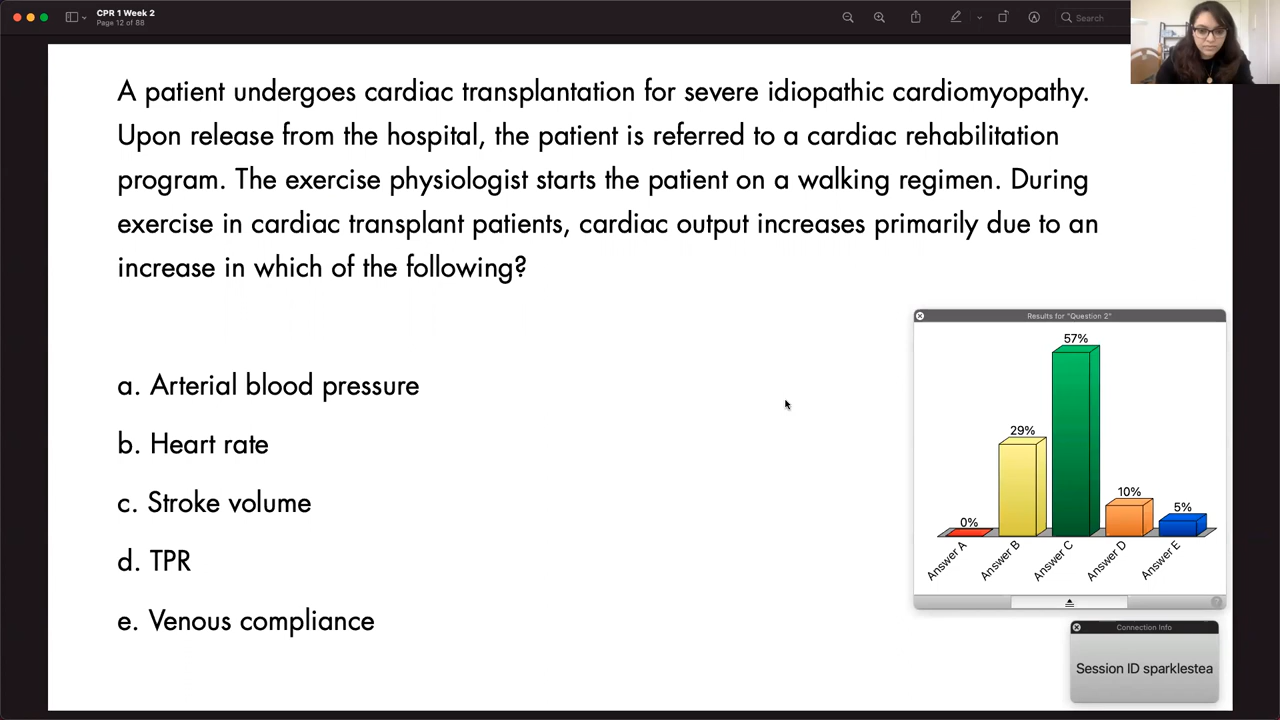 CPR 1 Week 2
Page 12 of 88
Search
A patient undergoes cardiac transplantation for severe idiopathic cardiomyopathy.
Upon release from the hospital, the patient is referred to a cardiac rehabilitation
program. The exercise physiologist starts the patient on a walking regimen. During
exercise in cardiac transplant patients, cardiac output increases primarily due to an
increase in which of the following?
a. Arterial blood pressure
b. Heart rate
c. Stroke volume
d. TPR
e. Venous compliance
Results for "Question 2"
57%
29%
10%
5%
0%
Answer A
Answer B
Answer C
Answer D
Answer E
?
Connection Info
Session ID sparklestea